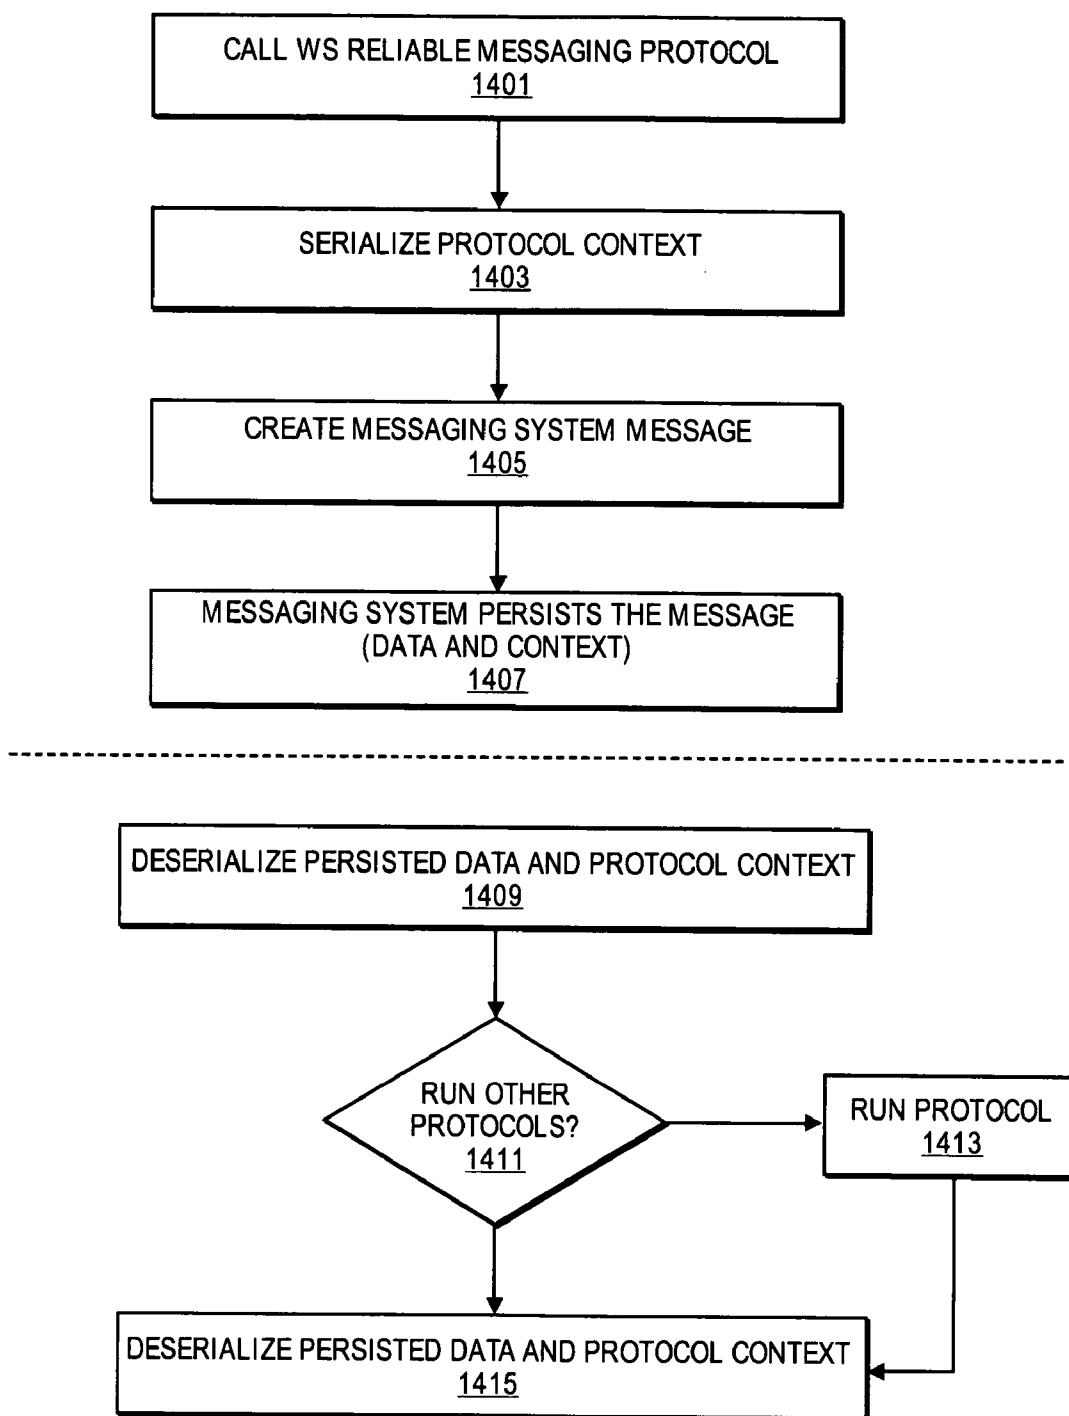 CALL WS RELIABLE MESSAGING PROTOCOL
1401
SERIALIZE PROTOCOL CONTEXT
1403
CREATE MESSAGING SYSTEM MESSAGE
1405
MESSAGING SYSTEM PERSISTS THE MESSAGE
(DATA AND CONTEXT)
1407
DESERIALIZE PERSISTED DATA AND PROTOCOL CONTEXT
1409
RUN OTHER
PROTOCOLS?
1411
RUN PROTOCOL
1413
DESERIALIZE PERSISTED DATA AND PROTOCOL CONTEXT
1415